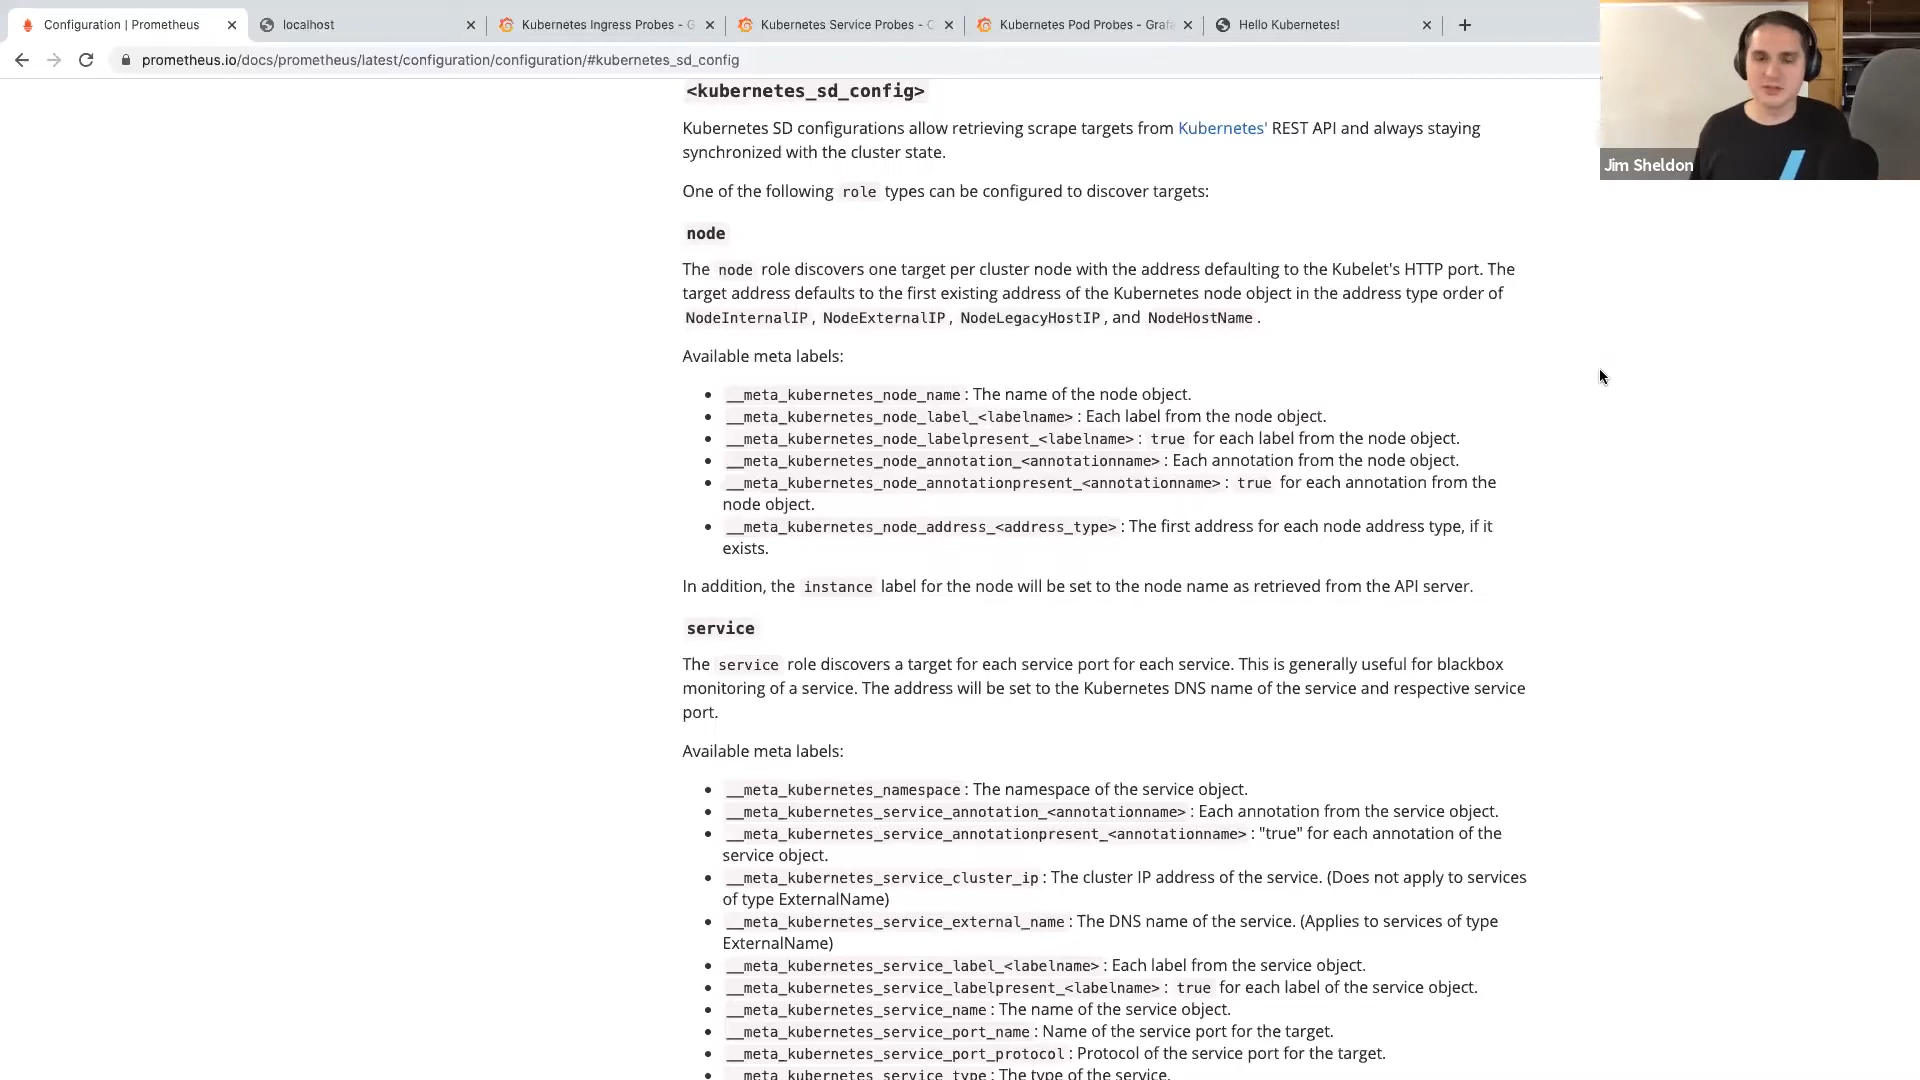 Configuration | Prometheus
localhost
Kubernetes Ingress Probes - G
Kubernetes Service Probes - G
Kubernetes Pod Probes - Grafa
Hello Kubernetes!
prometheus.io/docs/prometheus/latest/configuration/configuration/#kubernetes_sd_config
Jim Sheldon
<kubernetes_sd_config>
Kubernetes SD configurations allow retrieving scrape targets from Kubernetes' REST API and always staying
synchronized with the cluster state.
One of the following role types can be configured to discover targets:
node
The node role discovers one target per cluster node with the address defaulting to the Kubelet's HTTP port. The
target address defaults to the first existing address of the Kubernetes node object in the address type order of
NodeInternalIP, NodeExternalIP, NodeLegacyHostIP, and NodeHostName.
Available meta labels:
• __meta_kubernetes_node_name: The name of the node object.
• __meta_kubernetes_node_label_<labelname>: Each label from the node object.
• __meta_kubernetes_node_labelpresent_<labelname>: true for each label from the node object.
• __meta_kubernetes_node_annotation_<annotationname>: Each annotation from the node object.
• __meta_kubernetes_node_annotationpresent_<annotationname>: true for each annotation from the
node object.
• __meta_kubernetes_node_address_<address_type>: The first address for each node address type, if it
exists.
In addition, the instance label for the node will be set to the node name as retrieved from the API server.
service
The service role discovers a target for each service port for each service. This is generally useful for blackbox
monitoring of a service. The address will be set to the Kubernetes DNS name of the service and respective service
port.
Available meta labels:
• __meta_kubernetes_namespace: The namespace of the service object.
• __meta_kubernetes_service_annotation_<annotationname>: Each annotation from the service object.
• __meta_kubernetes_service_annotationpresent_<annotationname>: "true" for each annotation of the
service object.
• __meta_kubernetes_service_cluster_ip: The cluster IP address of the service. (Does not apply to services
of type ExternalName)
• __meta_kubernetes_service_external_name: The DNS name of the service. (Applies to services of type
ExternalName)
• __meta_kubernetes_service_label_<labelname>: Each label from the service object.
• __meta_kubernetes_service_labelpresent_<labelname>: true for each label of the service object.
• __meta_kubernetes_service_name: The name of the service object.
• __meta_kubernetes_service_port_name: Name of the service port for the target.
• __meta_kubernetes_service_port_protocol: Protocol of the service port for the target.
• __meta_kubernetes_service_type: The type of the service.